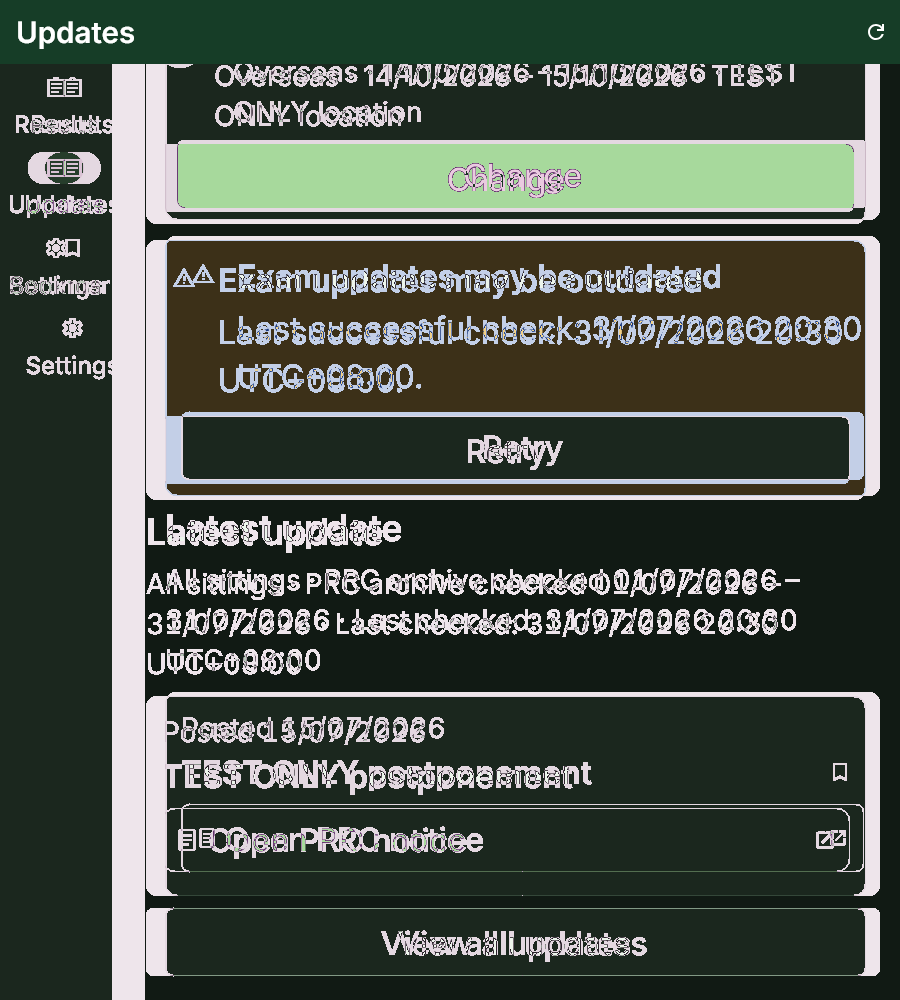 Updates
Results
Updates
Settings
Overseas · 14/10/2026 – 15/10/2026 · TEST
ONLY location
Change
Exam updates may be outdated
Last successful check: 31/07/2026 20:30
UTC+08:00.
Retry
Latest update
All sittings · PRC archive checked 01/07/2026 –
31/07/2026 · Last checked: 31/07/2026 20:30
UTC+08:00
Posted 15/07/2026
TEST ONLY postponement
Open PRC notice
View all updates